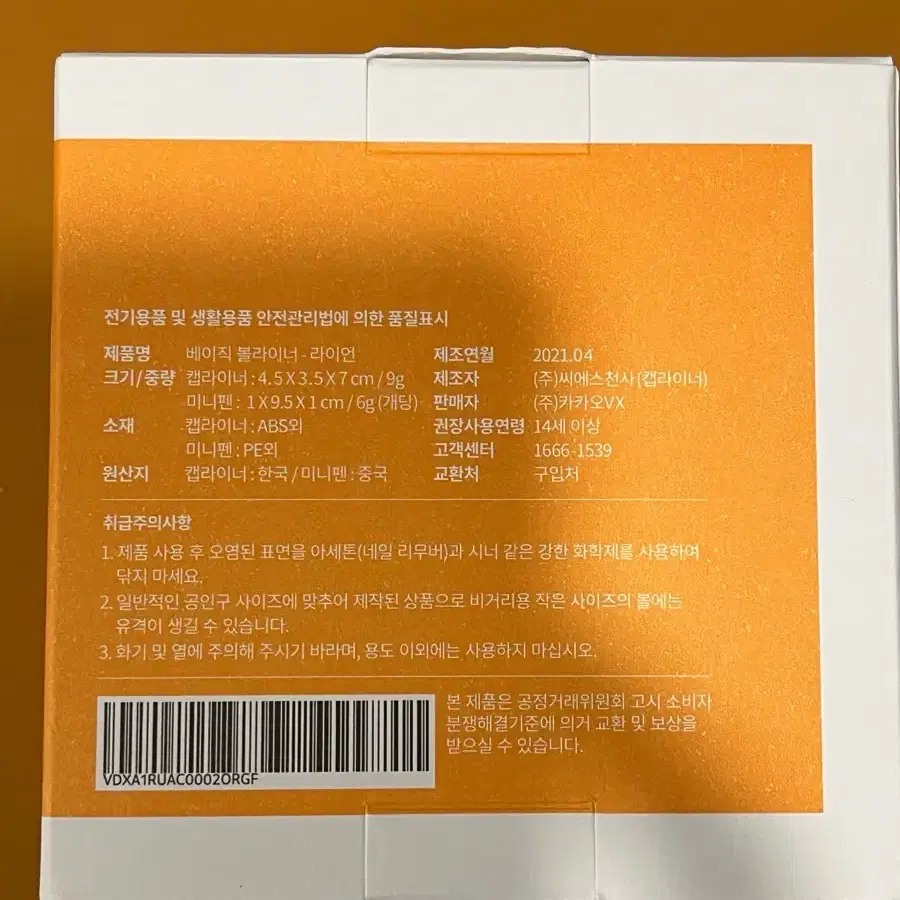 전기용품 및 생활용품 안전관리법에 의한 품질표시
제품명 베이직 볼라이너 - 라이언 제조연월 2021.04
크기/중량 캡라이너 : 4.5X3.5X7cm / 9g 제조자 (주)씨에스천사(캡라이너)
미니펜 : 1X9.5X1cm / 6g (개당) 판매자 (주)카카오VX
소재 캡라이너 : ABS외 권장사용연령 14세 이상
미니펜 : PE외 고객센터 1666-1539
원산지 캡라이너 : 한국 / 미니펜 : 중국 교환처 구입처
취급주의사항
1. 제품 사용 후 오염된 표면을 아세톤(네일 리무버)과 시너 같은 강한 화학제를 사용하여
닦지 마세요.
2. 일반적인 공인구 사이즈에 맞추어 제작된 상품으로 비거리용 작은 사이즈의 볼에는
유격이 생길 수 있습니다.
3. 화기 및 열에 주의해 주시기 바라며, 용도 이외에는 사용하지 마십시오.
본 제품은 공정거래위원회 고시 소비자
분쟁해결기준에 의거 교환 및 보상을
받으실 수 있습니다.
VDXA1RUAC0002ORGF